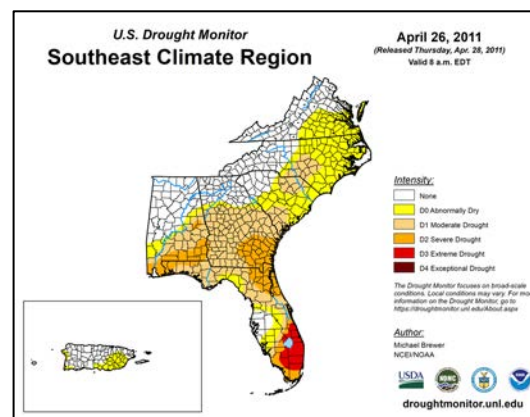 U.S. Drought Monitor
Southeast Climate Region
April 26, 2011
(Released Thursday, Apr. 28, 2011)
Valid 8 a.m. EDT
Intensity:
None
D0 Abnormally Dry
D1 Moderate Drought
D2 Severe Drought
D3 Extreme Drought
D4 Exceptional Drought
The Drought Monitor focuses on broad-scale
conditions. Local conditions may vary. For more
information on the Drought Monitor, go to
https://droughtmonitor.unl.edu/About.aspx
Author:
Michael Brewer
NCEI/NOAA
USDA
NDMC
droughtmonitor.unl.edu